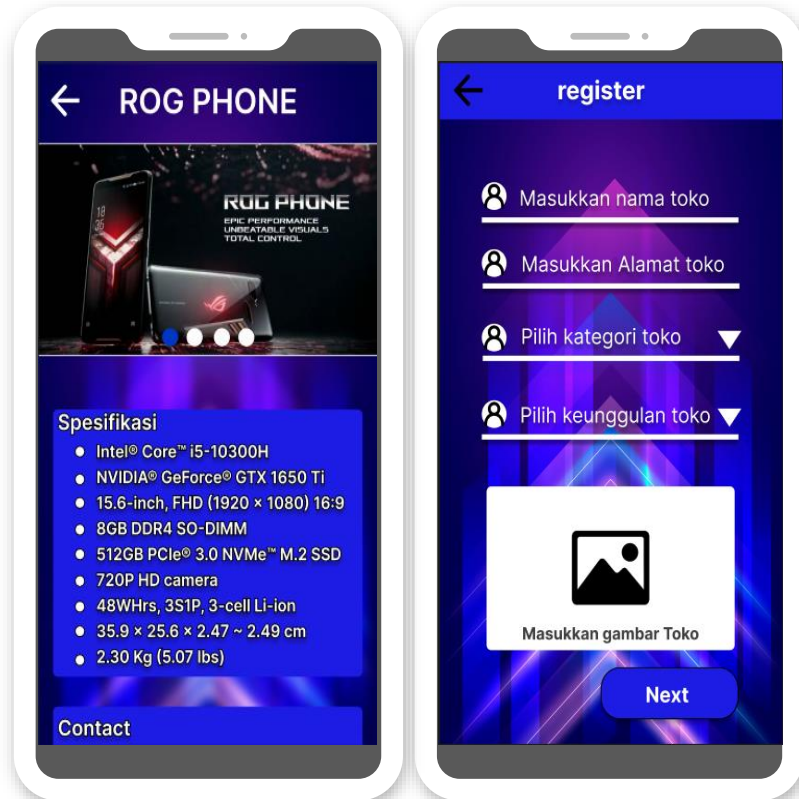 ROG PHONE
ROG PHONE
EPIC PERFORMANCE
UNBEATABLE VISUALS
TOTAL CONTROL
Spesifikasi
Intel® Core™ i5-10300H
NVIDIA® GeForce® GTX 1650 Ti
15.6-inch, FHD (1920 × 1080) 16:9
8GB DDR4 SO-DIMM
512GB PCIe® 3.0 NVMe™ M.2 SSD
720P HD camera
48WHrs, 3S1P, 3-cell Li-ion
35.9 × 25.6 × 2.47 ~ 2.49 cm
2.30 Kg (5.07 lbs)
Contact
register
Masukkan nama toko
Masukkan Alamat toko
Pilih kategori toko
Pilih keunggulan toko
Masukkan gambar Toko
Next